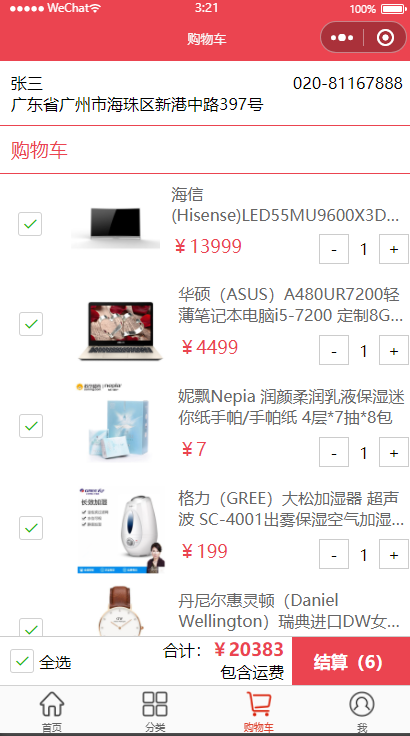 WeChat 3:21 100%
购物车
张三 020-81167888
广东省广州市海珠区新港中路397号
购物车
海信
(Hisense)LED55MU9600X3D...
¥13999 - 1 +
华硕（ASUS）A480UR7200轻
薄笔记本电脑i5-7200 定制8G...
¥4499 - 1 +
妮飘Nepia 润颜柔润乳液保湿迷
你纸手帕/手帕纸 4层*7抽*8包
¥7 - 1 +
长效加湿
格力（GREE）大松加湿器 超声
波 SC-4001出雾保湿空气加湿...
¥199 - 1 +
丹尼尔惠灵顿（Daniel
Wellington）瑞典进口DW女...
全选
合计：¥20383
包含运费
结算（6）
首页 分类 购物车 我